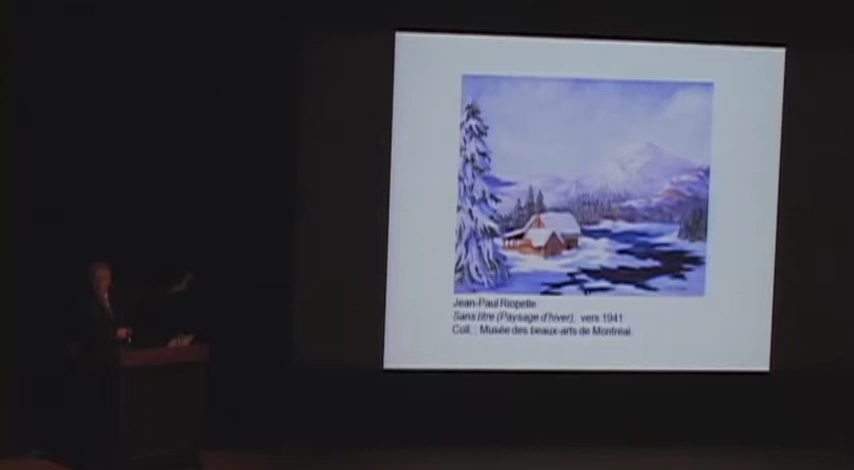 Jean-Paul Riopelle
Sans titre (Paysage d'hiver), vers 1941
Coll. : Musée des beaux-arts de Montréal.